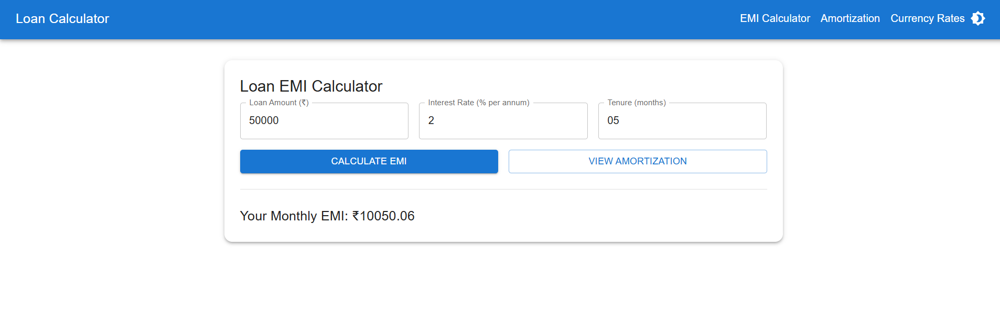 Loan Calculator
EMI Calculator Amortization Currency Rates
Loan EMI Calculator
Loan Amount (₹) Interest Rate (% per annum) Tenure (months)
50000 2 05
CALCULATE EMI VIEW AMORTIZATION
Your Monthly EMI: ₹10050.06